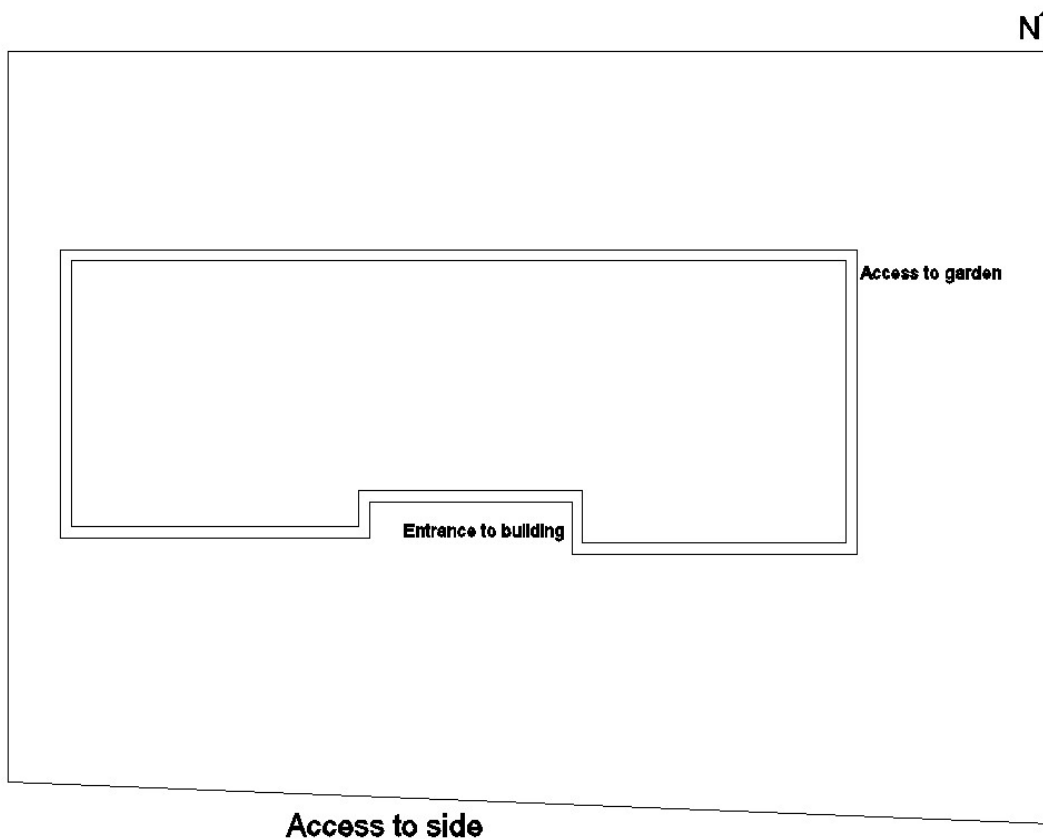 N
Access to garden
Entrance to building
Access to side